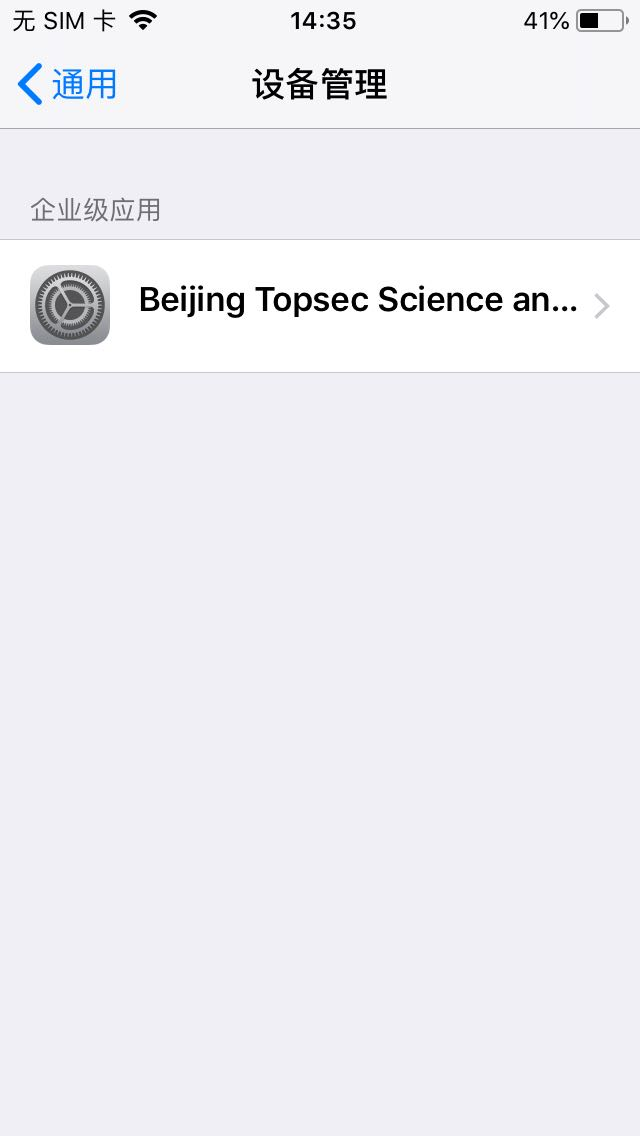 无 SIM 卡 14:35 41%
通用 设备管理
企业级应用
Beijing Topsec Science an...